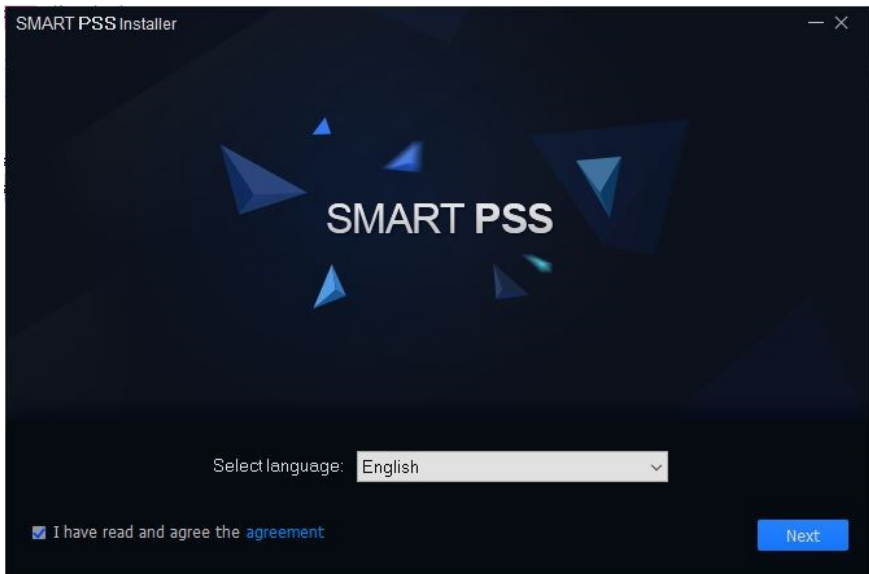 SMART PSS Installer
SMART PSS
Select language: English
I have read and agree the agreement
Next